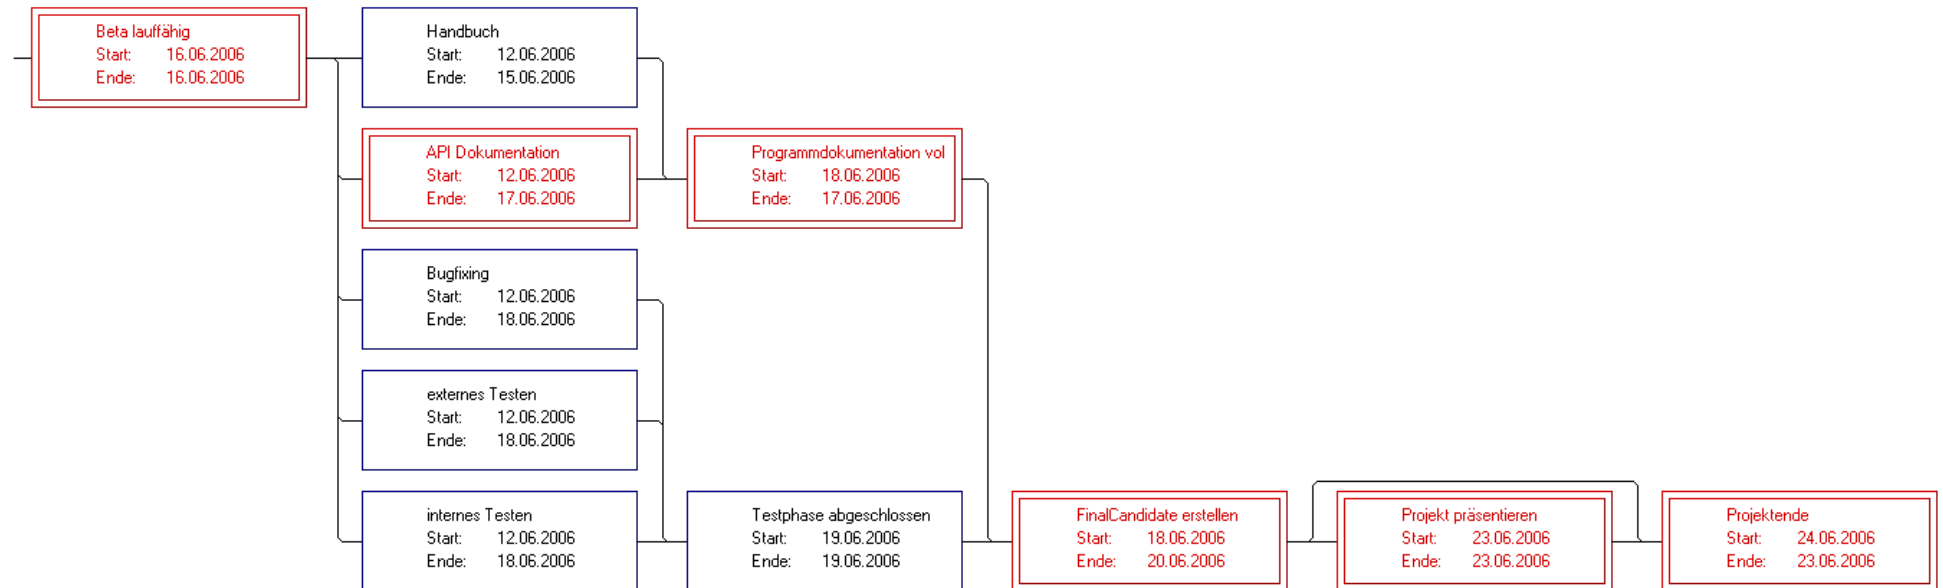 Beta lauffähig
Start: 16.06.2006
Ende: 16.06.2006
Handbuch
Start: 12.06.2006
Ende: 15.06.2006
API Dokumentation
Start: 12.06.2006
Ende: 17.06.2006
Programmdokumentation vol
Start: 18.06.2006
Ende: 17.06.2006
Bugfixing
Start: 12.06.2006
Ende: 18.06.2006
externes Testen
Start: 12.06.2006
Ende: 18.06.2006
internes Testen
Start: 12.06.2006
Ende: 18.06.2006
Testphase abgeschlossen
Start: 19.06.2006
Ende: 19.06.2006
FinalCandidate erstellen
Start: 18.06.2006
Ende: 20.06.2006
Projekt präsentieren
Start: 23.06.2006
Ende: 23.06.2006
Projektende
Start: 24.06.2006
Ende: 23.06.2006